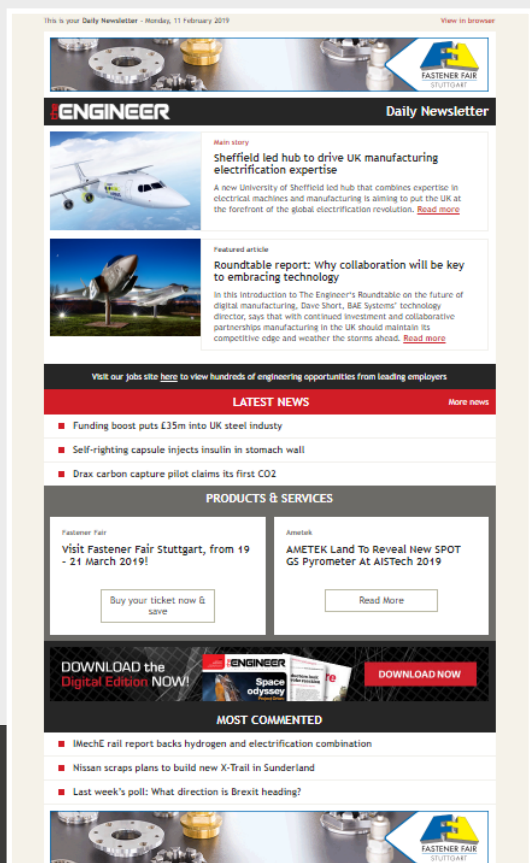 This is your Daily Newsletter - Monday, 11 February 2019
View in browser
FASTENER FAIR
STUTTGART
the ENGINEER
Daily Newsletter
Main story
Sheffield led hub to drive UK manufacturing
electrification expertise
A new University of Sheffield led hub that combines expertise in
electrical machines and manufacturing is aiming to put the UK at
the forefront of the global electrification revolution. Read more
Featured article
Roundtable report: Why collaboration will be key
to embracing technology
In this introduction to The Engineer's Roundtable on the future of
digital manufacturing, Dave Short, BAE Systems' technology
director, says that with continued investment and collaborative
partnerships manufacturing in the UK should maintain its
competitive edge and weather the storms ahead. Read more
Visit our jobs site here to view hundreds of engineering opportunities from leading employers
LATEST NEWS
More news
Funding boost puts £35m into UK steel industy
Self-righting capsule injects insulin in stomach wall
Drax carbon capture pilot claims its first CO2
PRODUCTS & SERVICES
Fastener Fair
Visit Fastener Fair Stuttgart, from 19
- 21 March 2019!
Buy your ticket now &
save
Ametek
AMETEK Land To Reveal New SPOT
GS Pyrometer At AISTech 2019
Read More
DOWNLOAD the
Digital Edition NOW!
ENGINEER
Space
odyssey
DOWNLOAD NOW
MOST COMMENTED
IMechE rail report backs hydrogen and electrification combination
Nissan scraps plans to build new X-Trail in Sunderland
Last week's poll: What direction is Brexit heading?
FASTENER FAIR
STUTTGART